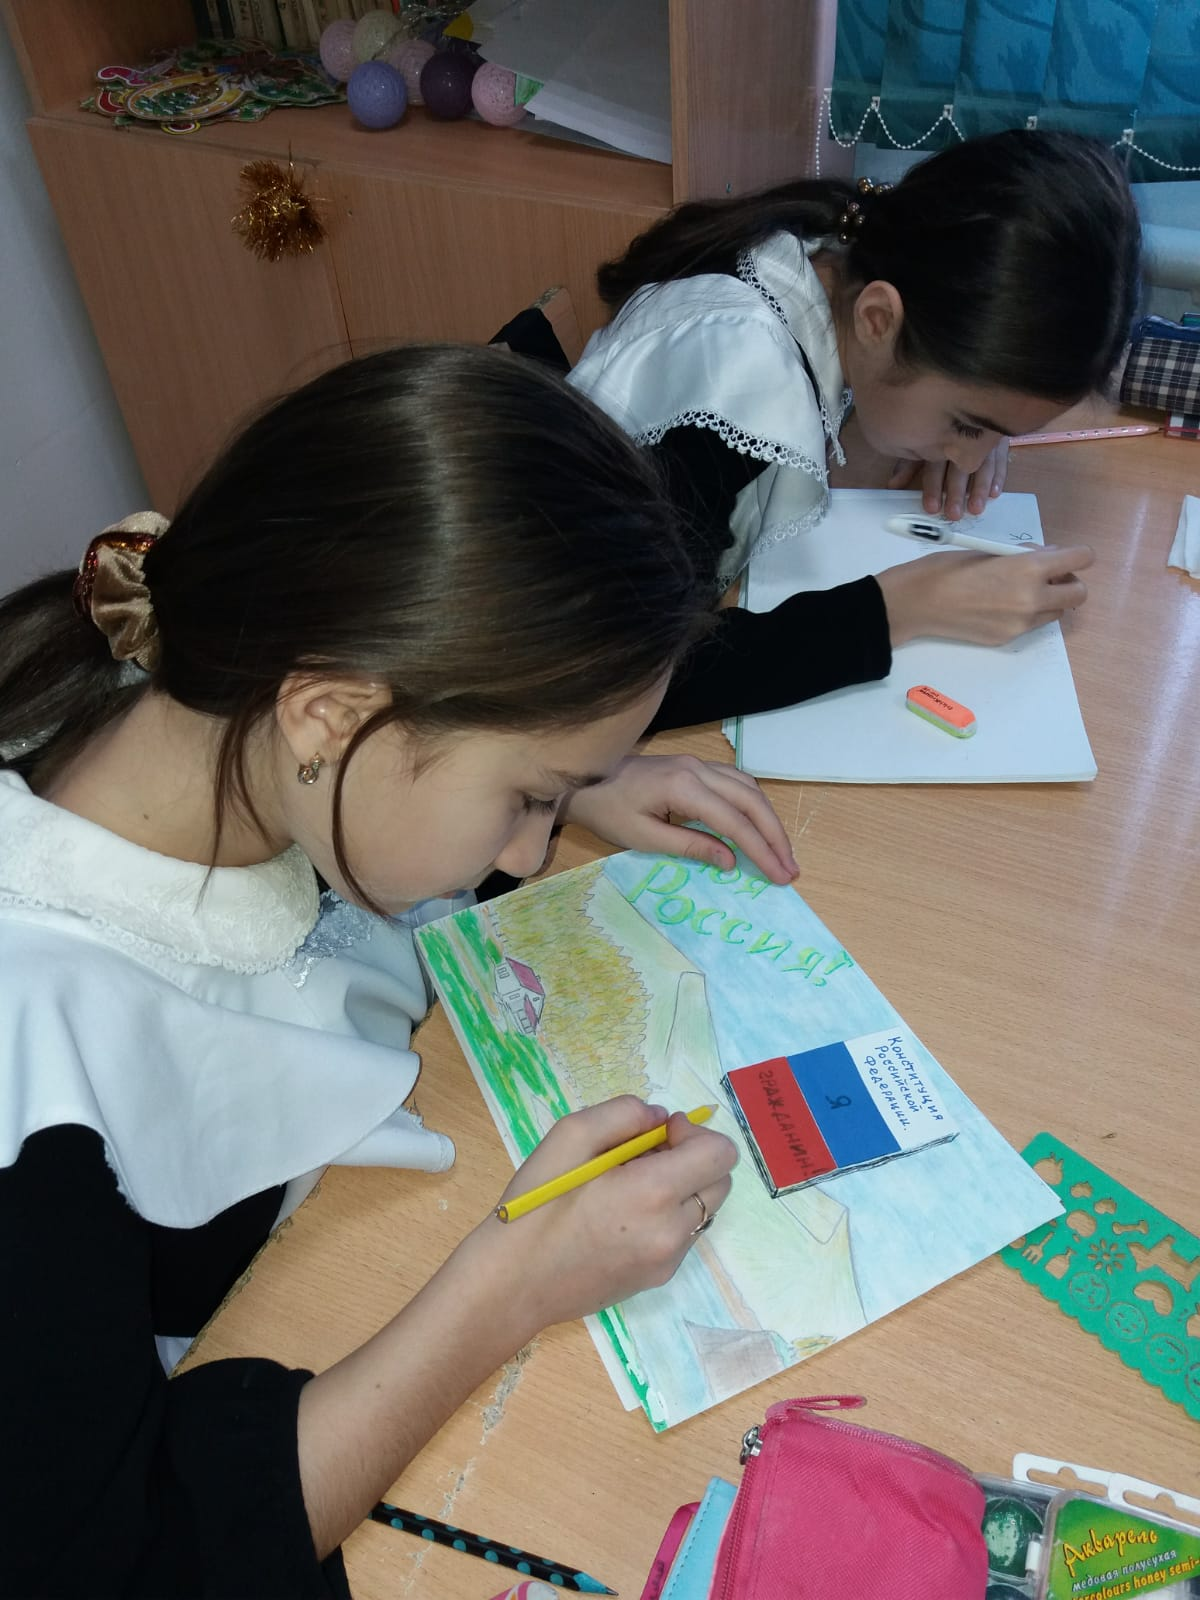 Россия!
Конституция
Российской
Федерации.
Я
ГРАЖДАНИН!
Акварель
медовая полусухая